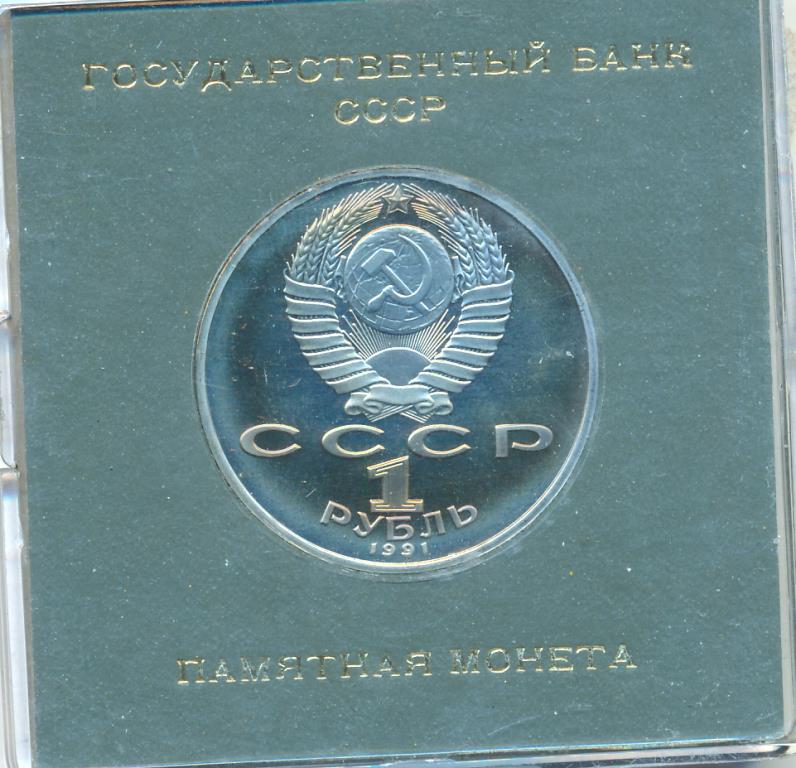 ГОСУДАРСТВЕННЫЙ БАНК
СССР
СССР
1
РУБЛЬ
1991
ПАМЯТНАЯ МОНЕТА